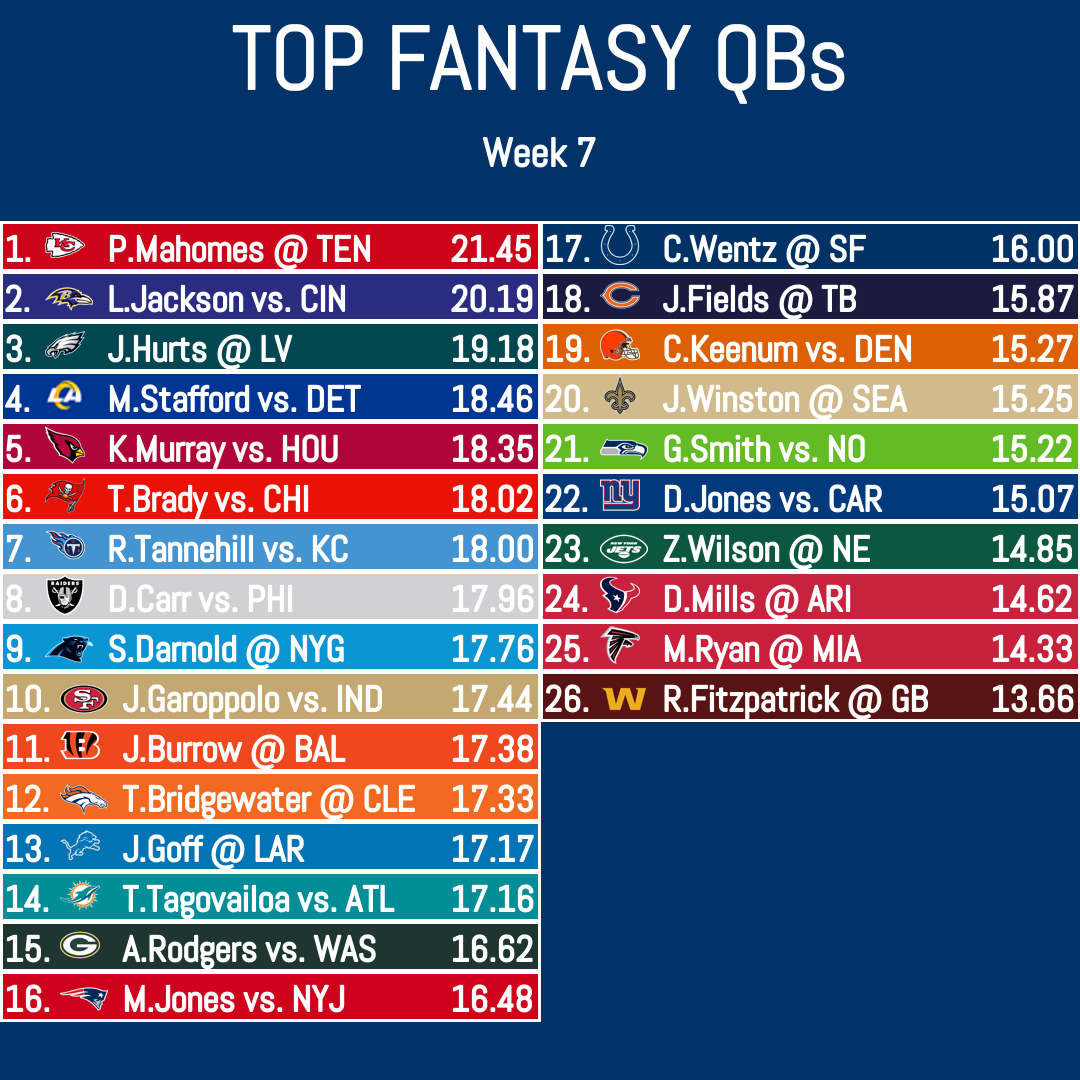 TOP FANTASY QBs
Week 7
1. P.Mahomes @ TEN 21.45
2. L.Jackson vs. CIN 20.19
3. J.Hurts @ LV 19.18
4. M.Stafford vs. DET 18.46
5. K.Murray vs. HOU 18.35
6. T.Brady vs. CHI 18.02
7. R.Tannehill vs. KC 18.00
8. RAIDERS D.Carr vs. PHI 17.96
9. S.Darnold @ NYG 17.76
10. SF J.Garoppolo vs. IND 17.44
11. J.Burrow @ BAL 17.38
12. T.Bridgewater @ CLE 17.33
13. J.Goff @ LAR 17.17
14. T.Tagovailoa vs. ATL 17.16
15. G A.Rodgers vs. WAS 16.62
16. M.Jones vs. NYJ 16.48
17. C.Wentz @ SF 16.00
18. C J.Fields @ TB 15.87
19. C.Keenum vs. DEN 15.27
20. J.Winston @ SEA 15.25
21. G.Smith vs. NO 15.22
22. ny D.Jones vs. CAR 15.07
23. NEW YORK JETS Z.Wilson @ NE 14.85
24. D.Mills @ ARI 14.62
25. M.Ryan @ MIA 14.33
26. W R.Fitzpatrick @ GB 13.66